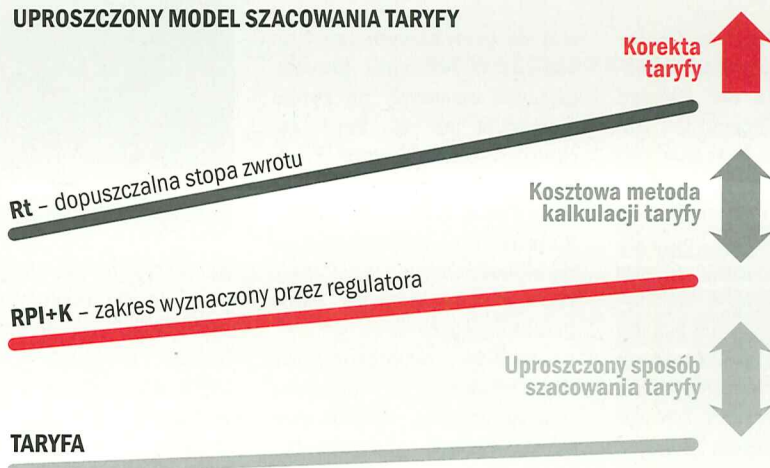 UPROSZCZONY MODEL SZACOWANIA TARYFY
Korekta
taryfy
Rt – dopuszczalna stopa zwrotu
Kosztowa metoda
kalkulacji taryfy
RPI+K – zakres wyznaczony przez regulatora
Uproszczony sposób
szacowania taryfy
TARYFA